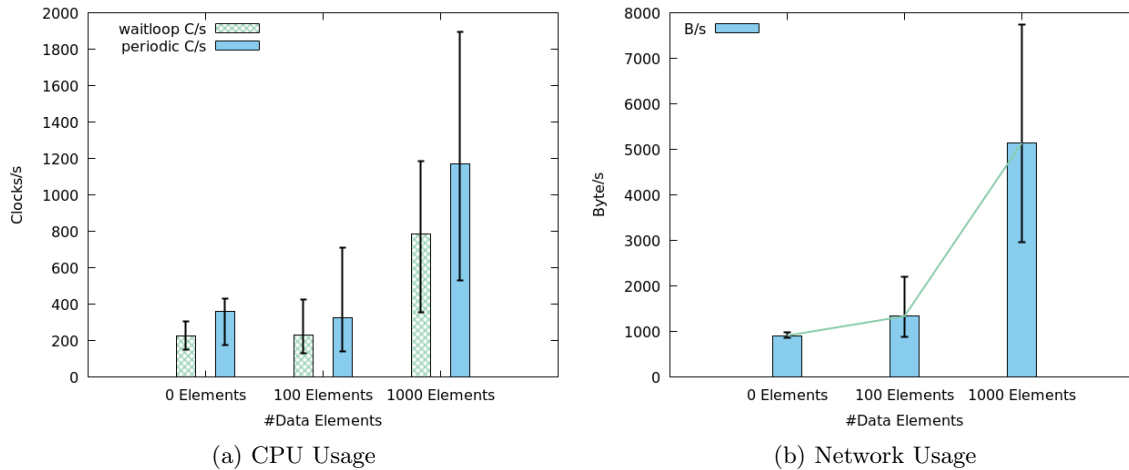 waitloop C/s
periodic C/s
2000
1800
1600
1400
1200
1000
800
600
400
200
0
Clocks/s
0 Elements 100 Elements 1000 Elements
#Data Elements
(a) CPU Usage
B/s
8000
7000
6000
5000
4000
3000
2000
1000
0
Byte/s
0 Elements 100 Elements 1000 Elements
#Data Elements
(b) Network Usage